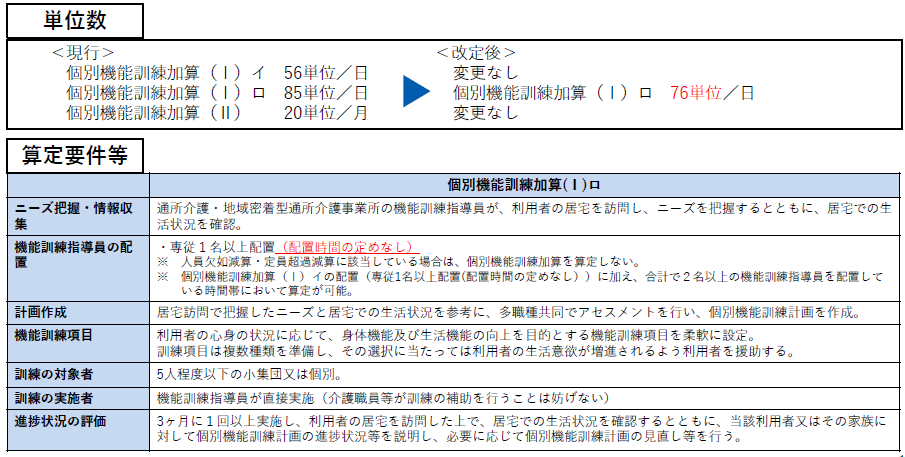 単位数
＜現行＞
個別機能訓練加算（Ⅰ）イ　56単位／日
個別機能訓練加算（Ⅰ）ロ　85単位／日
個別機能訓練加算（Ⅱ）　20単位／月
＜改定後＞
変更なし
個別機能訓練加算（Ⅰ）ロ　76単位／日
変更なし
算定要件等
個別機能訓練加算(Ⅰ)ロ
ニーズ把握・情報収
集
通所介護・地域密着型通所介護事業所の機能訓練指導員が、利用者の居宅を訪問し、ニーズを把握するとともに、居宅での生
活状況を確認。
機能訓練指導員の配
置
・専従１名以上配置（配置時間の定めなし）
※　人員欠如減算・定員超過減算に該当している場合は、個別機能訓練加算を算定しない。
※　個別機能訓練加算（Ⅰ）イの配置（専従1名以上配置(配置時間の定めなし））に加え、合計で２名以上の機能訓練指導員を配置して
いる時間帯において算定が可能。
計画作成
居宅訪問で把握したニーズと居宅での生活状況を参考に、多職種共同でアセスメントを行い、個別機能訓練計画を作成。
機能訓練項目
利用者の心身の状況に応じて、身体機能及び生活機能の向上を目的とする機能訓練項目を柔軟に設定。
訓練項目は複数種類を準備し、その選択に当たっては利用者の生活意欲が増進されるよう利用者を援助する。
訓練の対象者
5人程度以下の小集団又は個別。
訓練の実施者
機能訓練指導員が直接実施（介護職員等が訓練の補助を行うことは妨げない）
進捗状況の評価
3ヶ月に１回以上実施し、利用者の居宅を訪問した上で、居宅での生活状況を確認するとともに、当該利用者又はその家族に
対して個別機能訓練計画の進捗状況等を説明し、必要に応じて個別機能訓練計画の見直し等を行う。